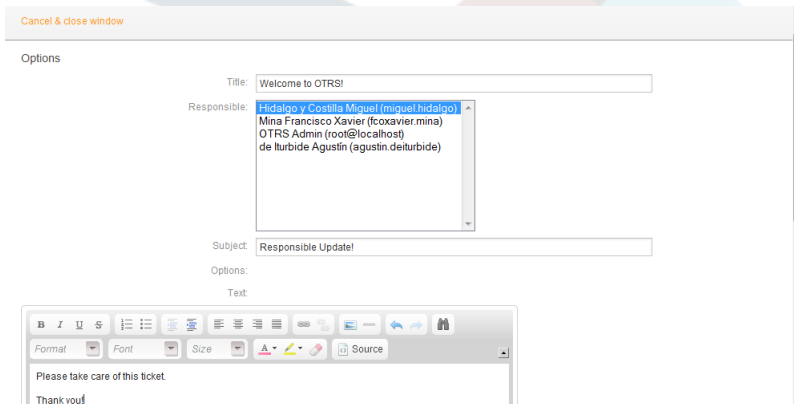 Cancel & close window
Options
Title: Welcome to OTRS!
Responsible: Hidalgo y Costilla Miguel (miguel.hidalgo)
Mina Francisco Xavier (fcoxavier.mina)
OTRS Admin (root@localhost)
de Iturbide Agustín (agustin.deiturbide)
Subject: Responsible Update!
Options:
Text:
B I U S
Format Font Size A Source
Please take care of this ticket.
Thank you!